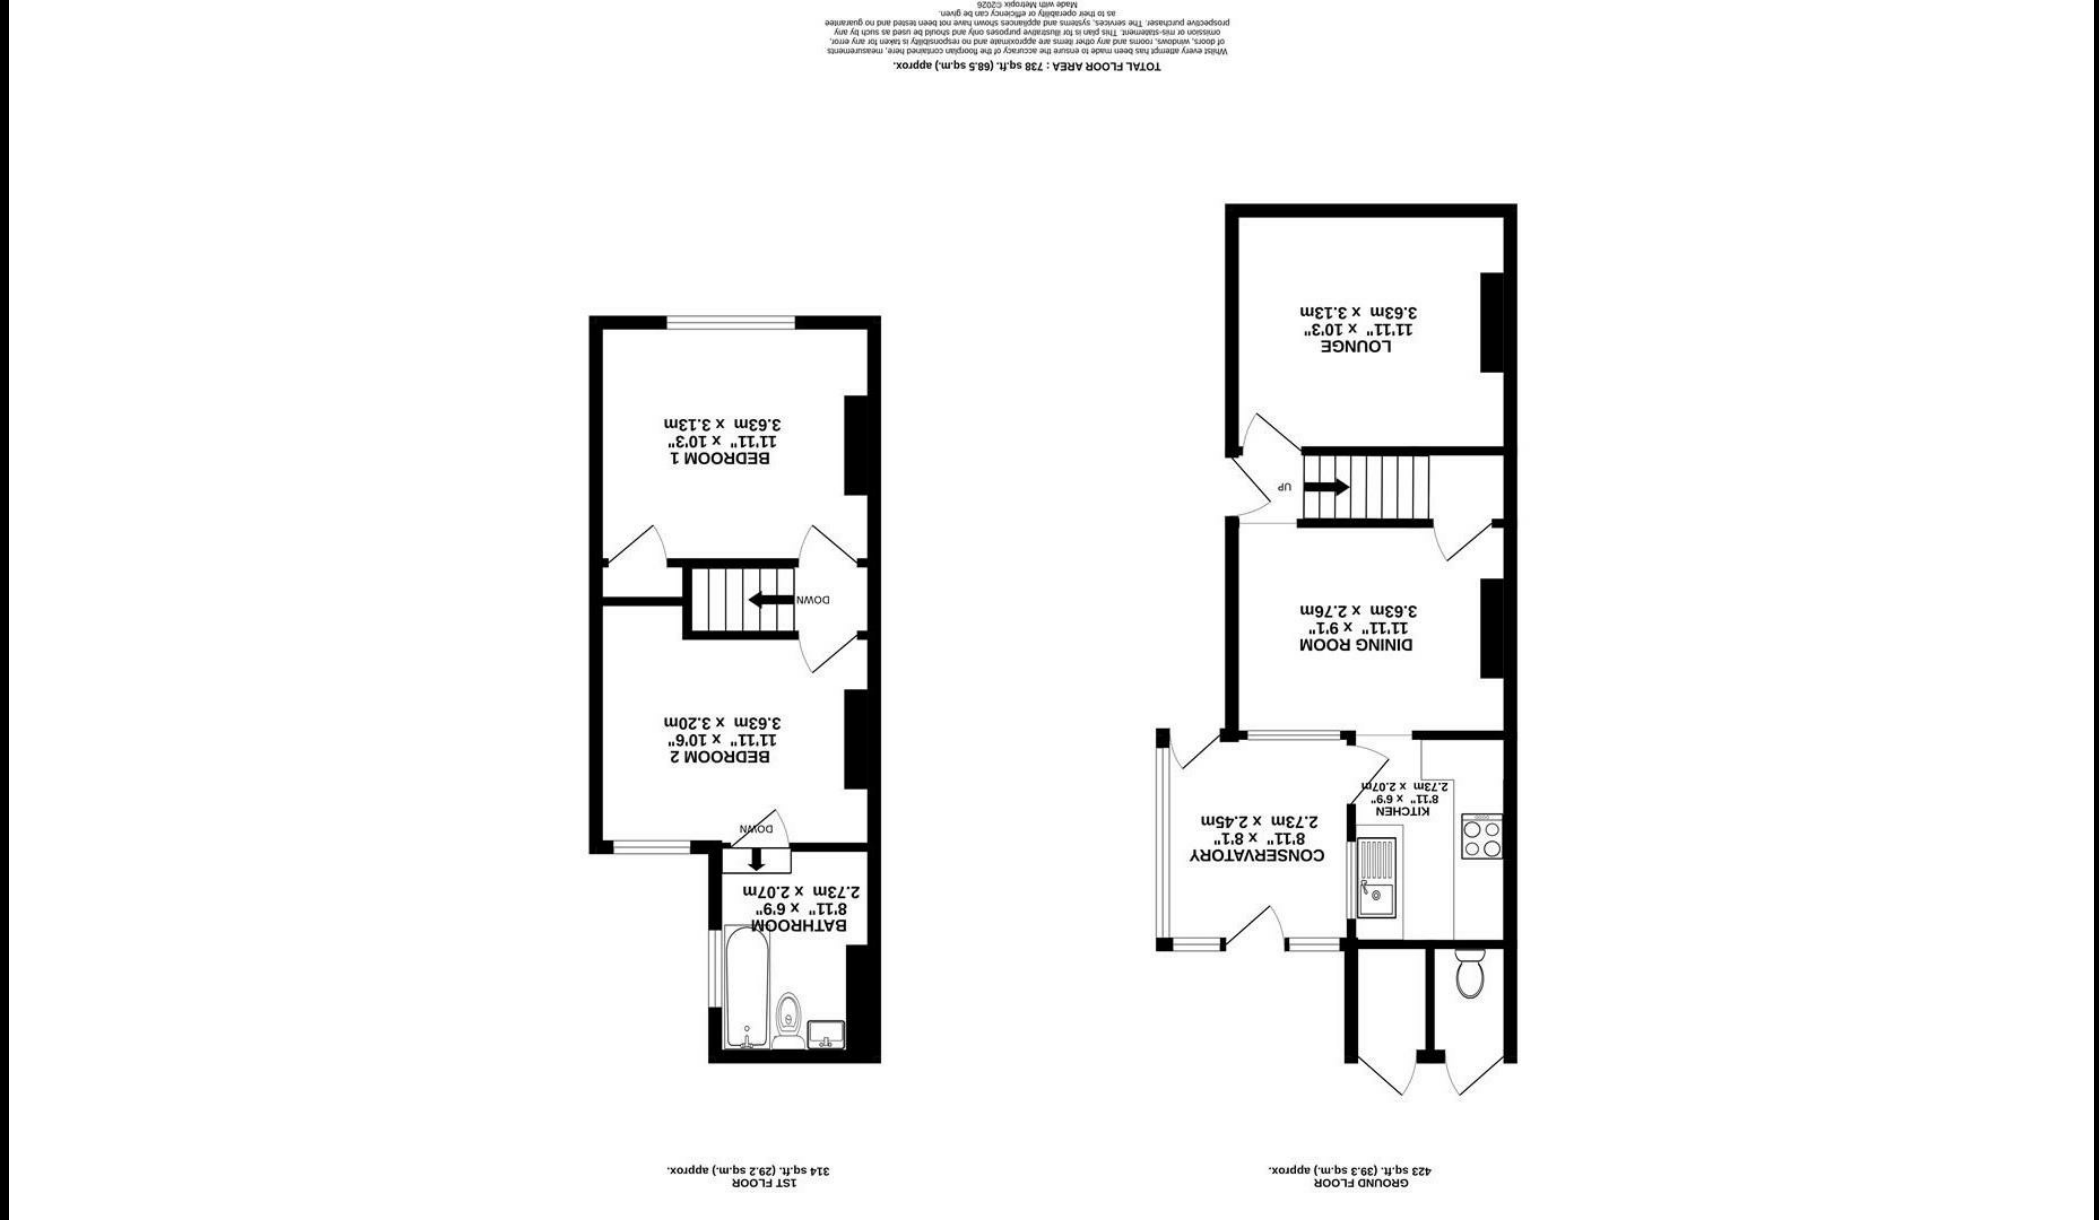 GROUND FLOOR
423 sq.ft. (39.3 sq.m.) approx.
CONSERVATORY
8'11" x 8'1"
2.73m x 2.45m
KITCHEN
8'11" x 6'9"
2.73m x 2.07m
DINING ROOM
11'11" x 9'1"
3.63m x 2.76m
UP
LOUNGE
11'11" x 10'3"
3.63m x 3.13m
1ST FLOOR
314 sq.ft. (29.2 sq.m.) approx.
BATHROOM
8'11" x 6'9"
2.73m x 2.07m
DOWN
BEDROOM 2
11'11" x 10'6"
3.63m x 3.20m
DOWN
BEDROOM 1
11'11" x 10'3"
3.63m x 3.13m
TOTAL FLOOR AREA : 738 sq.ft. (68.5 sq.m.) approx.
Whilst every attempt has been made to ensure the accuracy of the floorplan contained here, measurements
of doors, windows, rooms and any other items are approximate and no responsibility is taken for any error,
omission or mis-statement. This plan is for illustrative purposes only and should be used as such by any
prospective purchaser. The services, systems and appliances shown have not been tested and no guarantee
as to their operability or efficiency can be given.
Made with Metropix ©2026